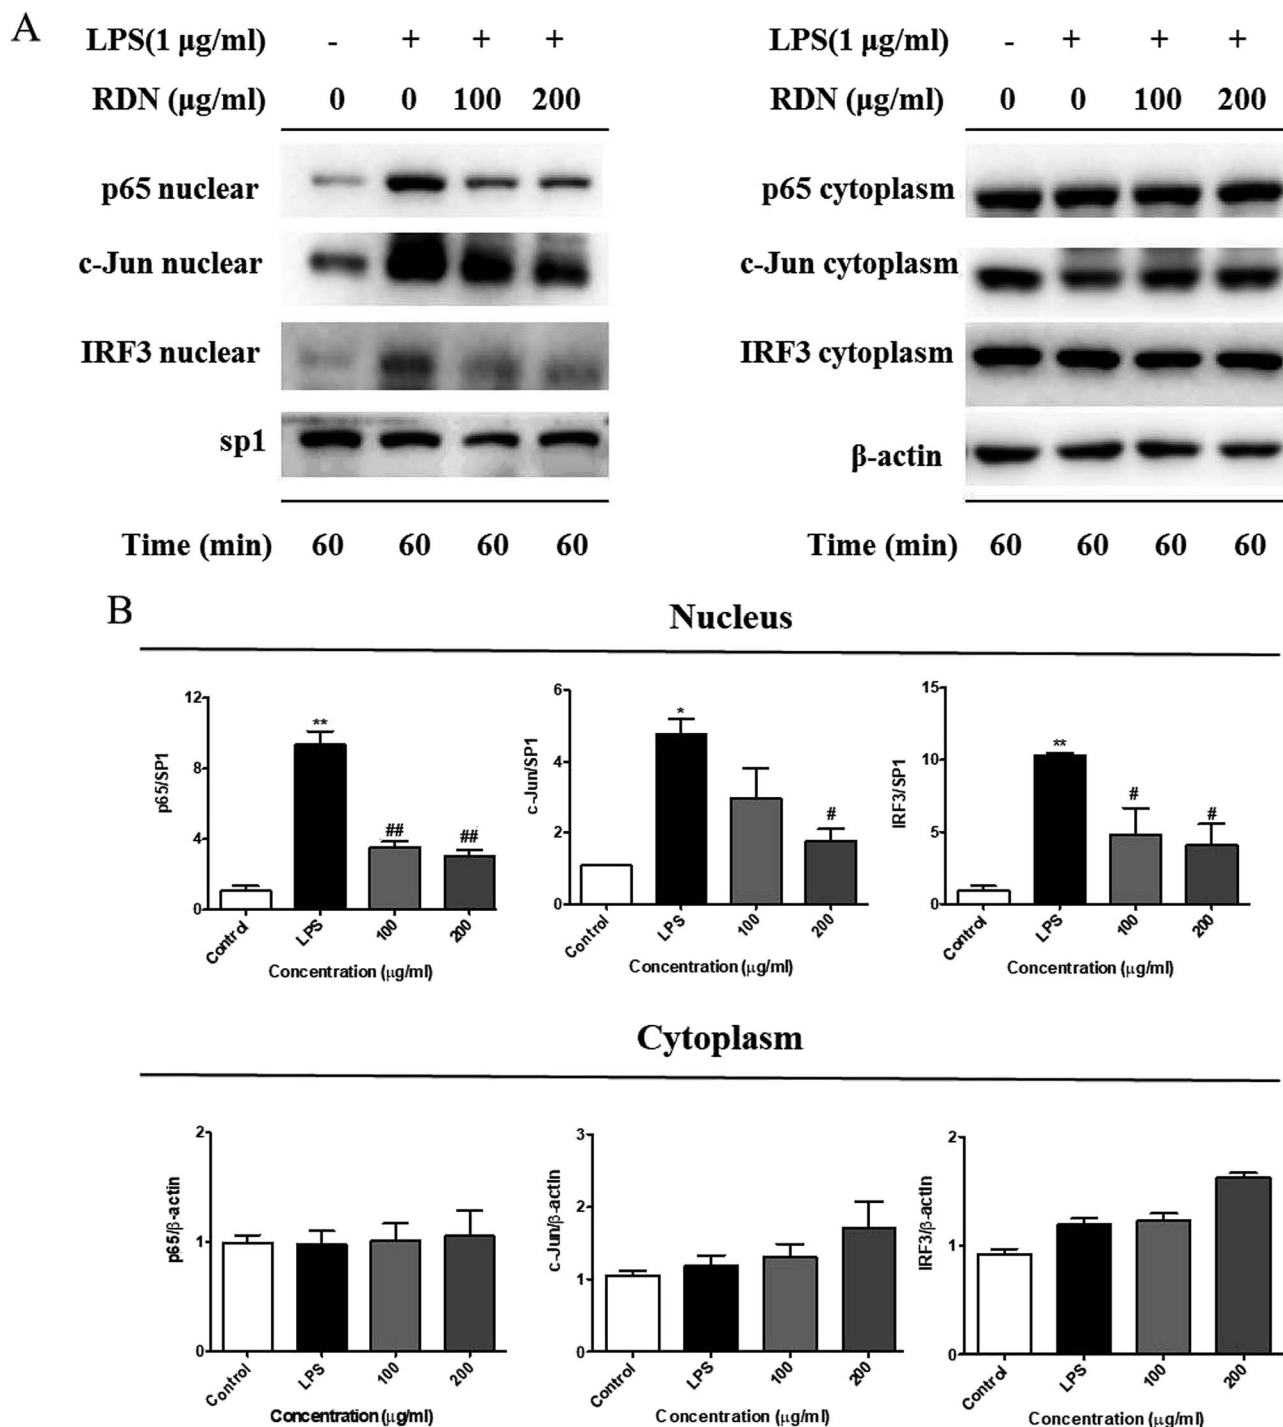 A
LPS(1 μg/ml) - + + +
RDN (μg/ml) 0 0 100 200
p65 nuclear
c-Jun nuclear
IRF3 nuclear
sp1
Time (min) 60 60 60 60
LPS(1 μg/ml) - + + +
RDN (μg/ml) 0 0 100 200
p65 cytoplasm
c-Jun cytoplasm
IRF3 cytoplasm
β-actin
Time (min) 60 60 60 60
B
Nucleus
p65/SP1
12
8
4
0
**
##
##
Control LPS 100 200
Concentration (μg/ml)
c-Jun/SP1
6
4
2
0
*
#
Control LPS 100 200
Concentration (μg/ml)
IRF3/SP1
15
10
5
0
**
#
#
Control LPS 100 200
Concentration (μg/ml)
Cytoplasm
p65/β-actin
2
1
0
Control LPS 100 200
Concentration (μg/ml)
c-Jun/β-actin
3
2
1
0
Control LPS 100 200
Concentration (μg/ml)
IRF3/β-actin
2
1
0
Control LPS 100 200
Concentration (μg/ml)